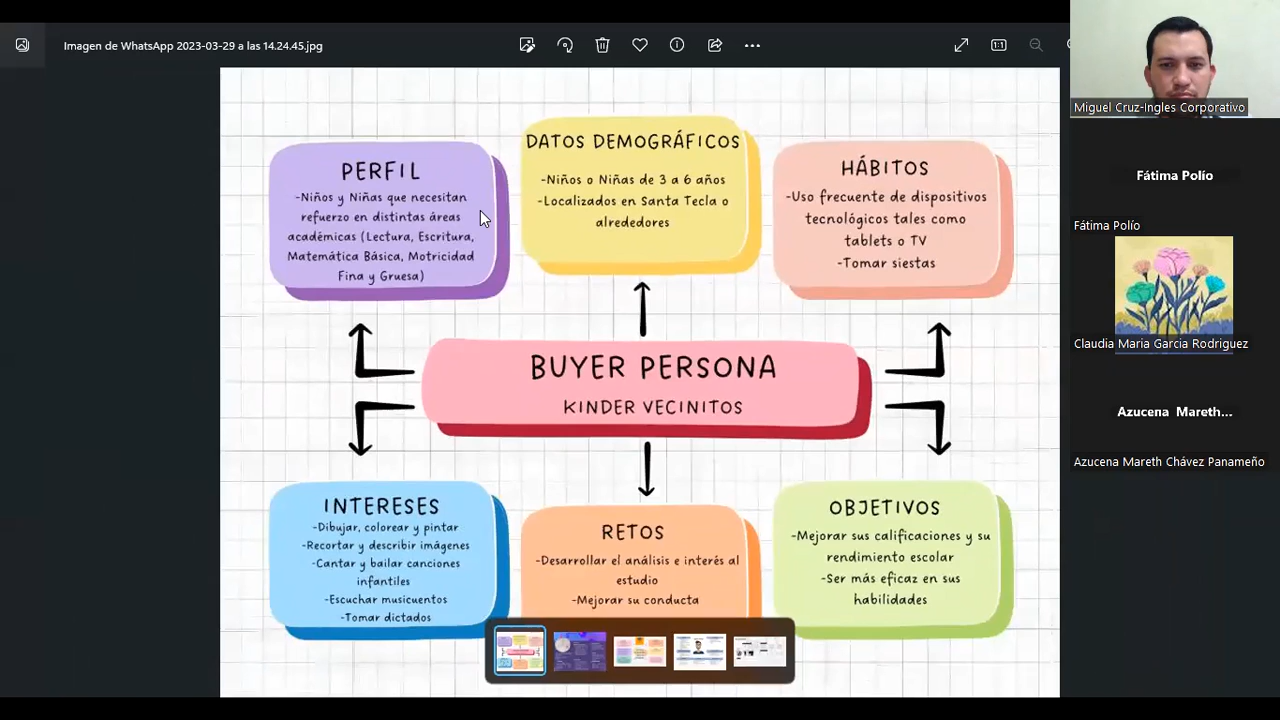 Imagen de WhatsApp 2023-03-29 a las 14.24.45.jpg
1:1
DATOS DEMOGRÁFICOS
-Niños o Niñas de 3 a 6 años
-Localizados en Santa Tecla o
alrededores
PERFIL
-Niños y Niñas que necesitan
refuerzo en distintas áreas
académicas (Lectura, Escritura,
Matemática Básica, Motricidad
Fina y Gruesa)
HÁBITOS
-Uso frecuente de dispositivos
tecnológicos tales como
tablets o TV
-Tomar siestas
BUYER PERSONA
KINDER VECINITOS
INTERESES
-Dibujar, colorear y pintar
-Recortar y describir imágenes
-Cantar y bailar canciones
infantiles
-Escuchar musicuentos
-Tomar dictados
RETOS
-Desarrollar el análisis e interés al
estudio
-Mejorar su conducta
OBJETIVOS
-Mejorar sus calificaciones y su
rendimiento escolar
-Ser más eficaz en sus
habilidades
Miguel Cruz-Ingles Corporativo
Fátima Polío
Fátima Polío
Claudia Maria Garcia Rodriguez
Azucena Mareth...
Azucena Mareth Chávez Panameño